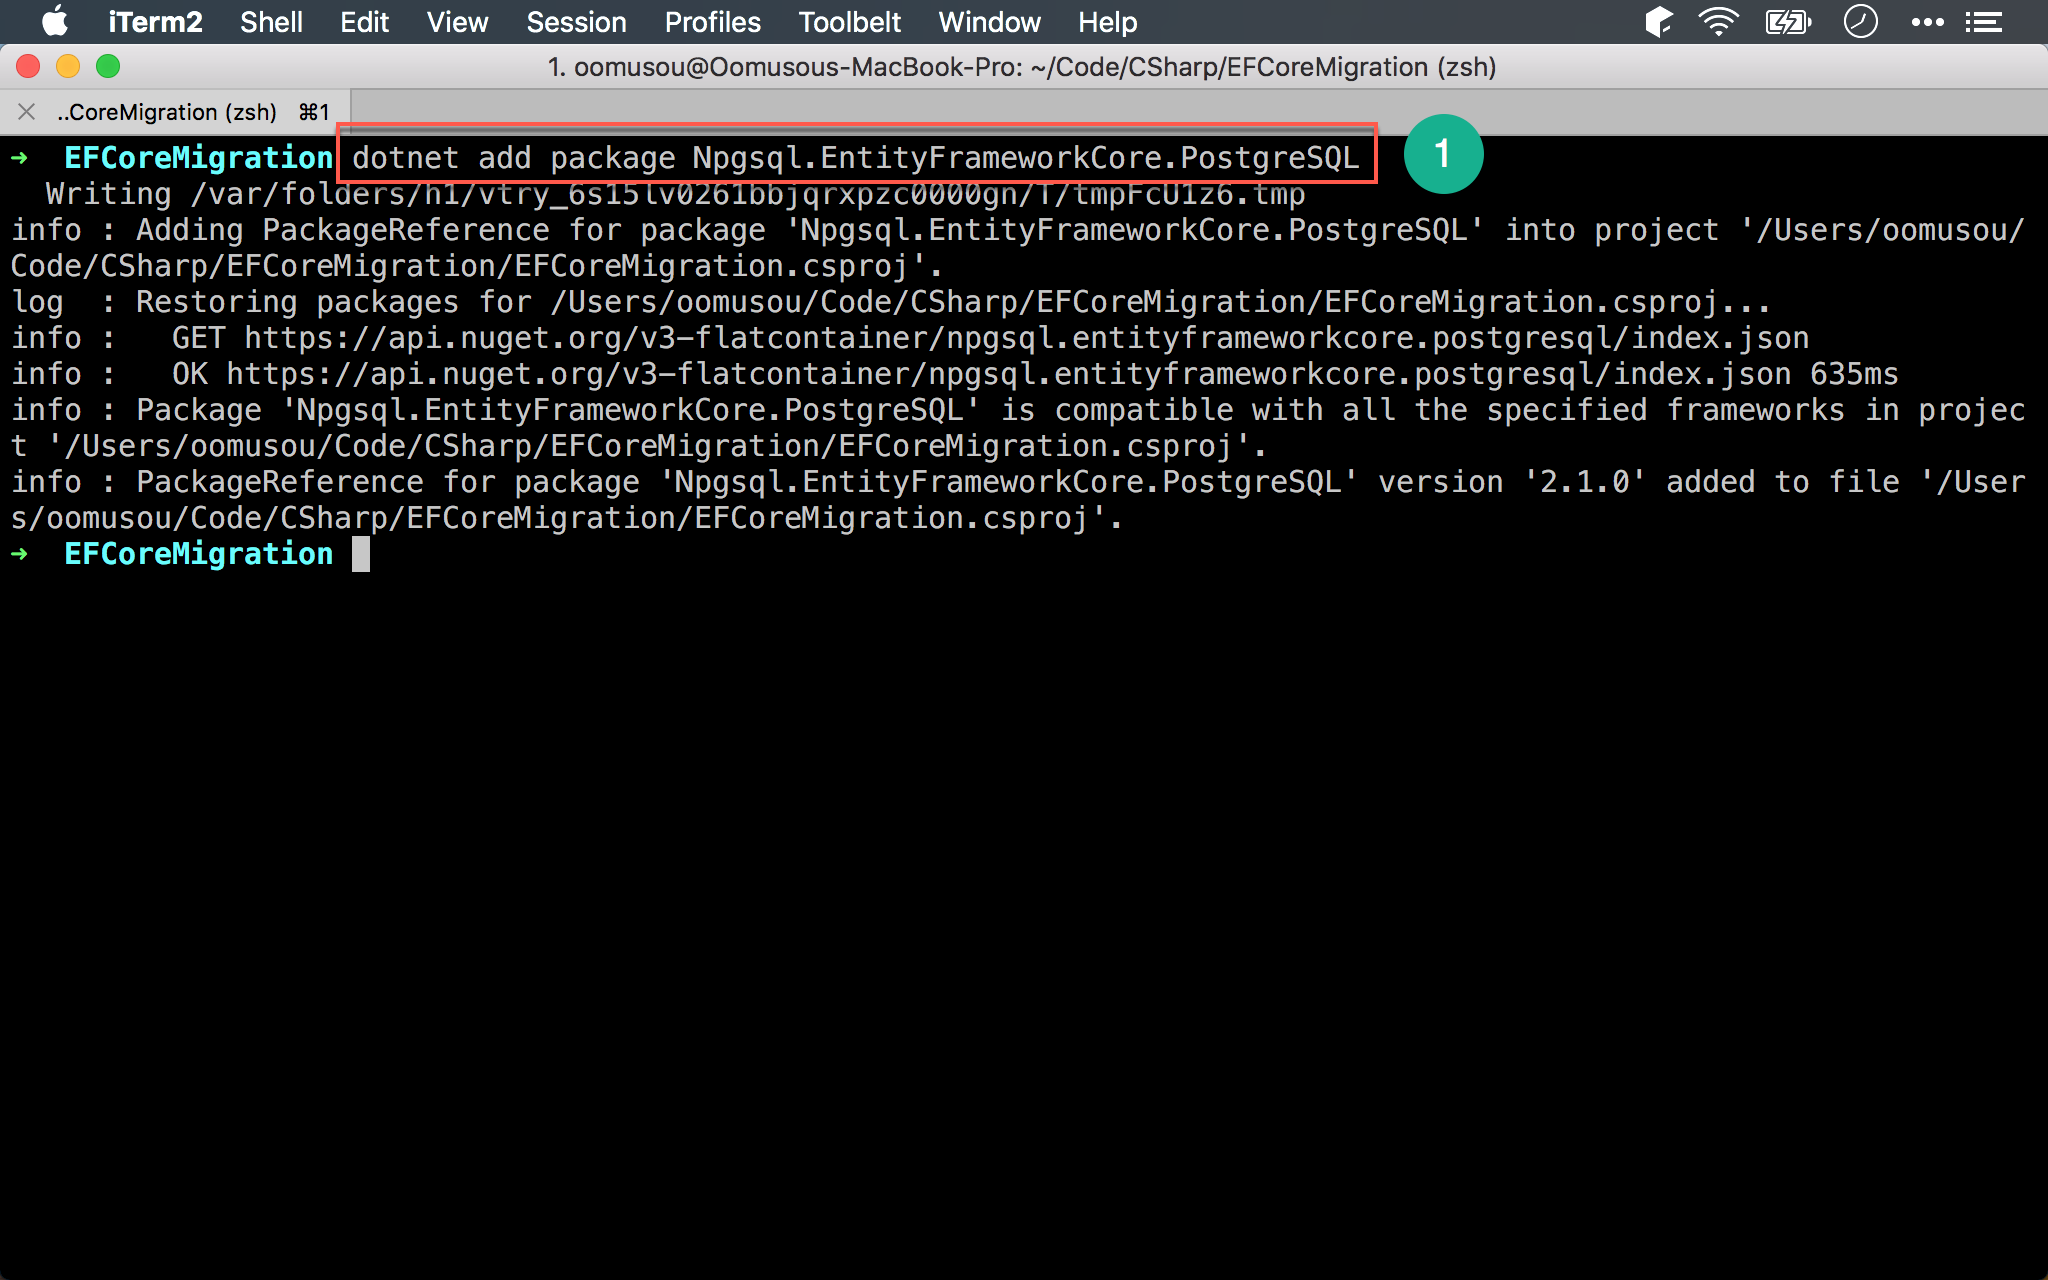 iTerm2 Shell Edit View Session Profiles Toolbelt Window Help
1. oomusou@Oomusous-MacBook-Pro: ~/Code/CSharp/EFCoreMigration (zsh)
..CoreMigration (zsh) ⌘1
➜ EFCoreMigration dotnet add package Npgsql.EntityFrameworkCore.PostgreSQL
1
Writing /var/folders/h1/vtry_6s15lv0261bbjqrxpzc0000gn/T/tmpFcU1z6.tmp
info : Adding PackageReference for package 'Npgsql.EntityFrameworkCore.PostgreSQL' into project '/Users/oomusou/
Code/CSharp/EFCoreMigration/EFCoreMigration.csproj'.
log  : Restoring packages for /Users/oomusou/Code/CSharp/EFCoreMigration/EFCoreMigration.csproj...
info :   GET https://api.nuget.org/v3-flatcontainer/npgsql.entityframeworkcore.postgresql/index.json
info :   OK https://api.nuget.org/v3-flatcontainer/npgsql.entityframeworkcore.postgresql/index.json 635ms
info : Package 'Npgsql.EntityFrameworkCore.PostgreSQL' is compatible with all the specified frameworks in projec
t '/Users/oomusou/Code/CSharp/EFCoreMigration/EFCoreMigration.csproj'.
info : PackageReference for package 'Npgsql.EntityFrameworkCore.PostgreSQL' version '2.1.0' added to file '/User
s/oomusou/Code/CSharp/EFCoreMigration/EFCoreMigration.csproj'.
➜ EFCoreMigration